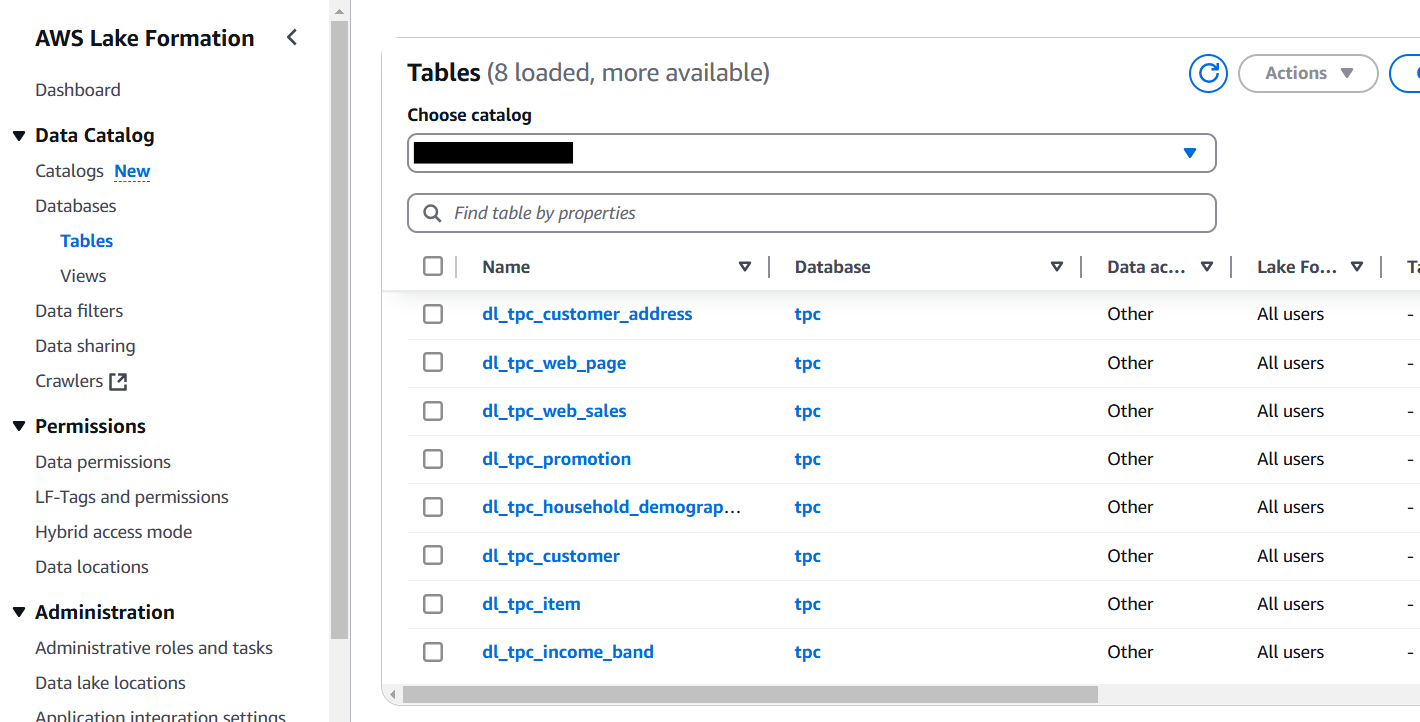 AWS Lake Formation
Dashboard
Data Catalog
Catalogs New
Databases
Tables
Views
Data filters
Data sharing
Crawlers
Permissions
Data permissions
LF-Tags and permissions
Hybrid access mode
Data locations
Administration
Administrative roles and tasks
Data lake locations
Application integration settings
Tables (8 loaded, more available)
Actions
Choose catalog
Find table by properties
Name Database Data ac... Lake Fo...
dl_tpc_customer_address tpc Other All users -
dl_tpc_web_page tpc Other All users -
dl_tpc_web_sales tpc Other All users -
dl_tpc_promotion tpc Other All users -
dl_tpc_household_demograp... tpc Other All users -
dl_tpc_customer tpc Other All users -
dl_tpc_item tpc Other All users -
dl_tpc_income_band tpc Other All users -